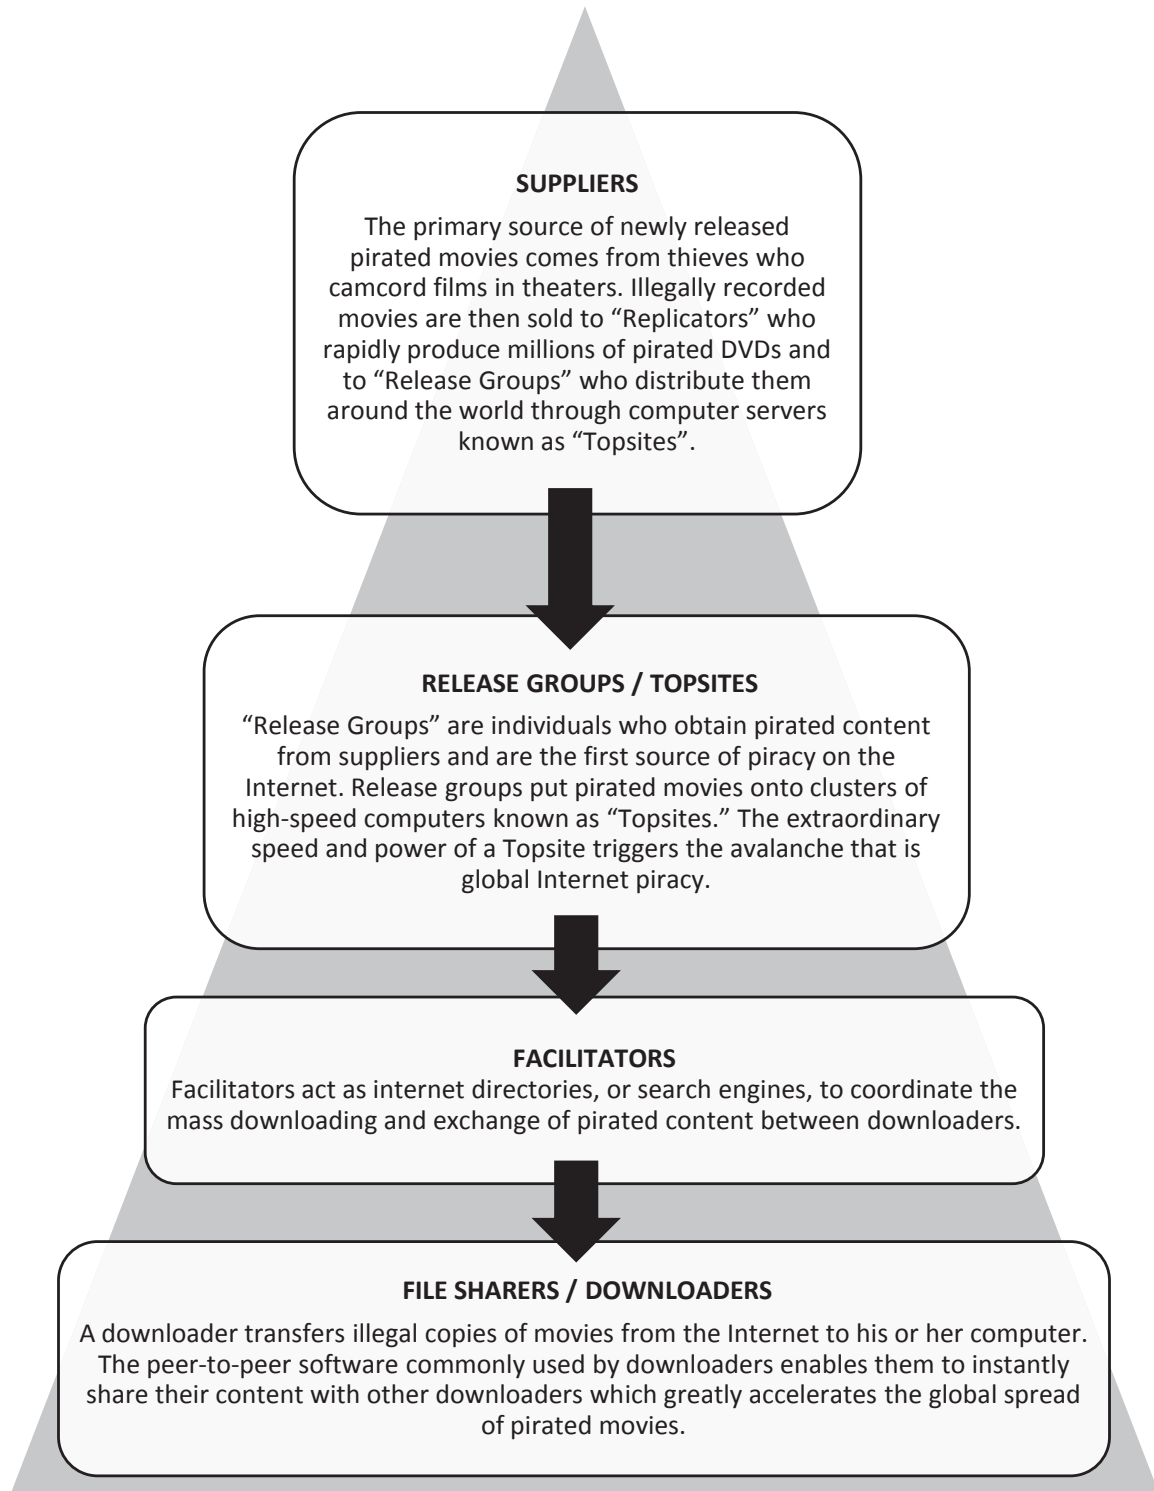 SUPPLIERS
The primary source of newly released
pirated movies comes from thieves who
camcord films in theaters. Illegally recorded
movies are then sold to “Replicators” who
rapidly produce millions of pirated DVDs and
to “Release Groups” who distribute them
around the world through computer servers
known as “Topsites”.
RELEASE GROUPS / TOPSITES
“Release Groups” are individuals who obtain pirated content
from suppliers and are the first source of piracy on the
Internet. Release groups put pirated movies onto clusters of
high-speed computers known as “Topsites.” The extraordinary
speed and power of a Topsite triggers the avalanche that is
global Internet piracy.
FACILITATORS
Facilitators act as internet directories, or search engines, to coordinate the
mass downloading and exchange of pirated content between downloaders.
FILE SHARERS / DOWNLOADERS
A downloader transfers illegal copies of movies from the Internet to his or her computer.
The peer-to-peer software commonly used by downloaders enables them to instantly
share their content with other downloaders which greatly accelerates the global spread
of pirated movies.